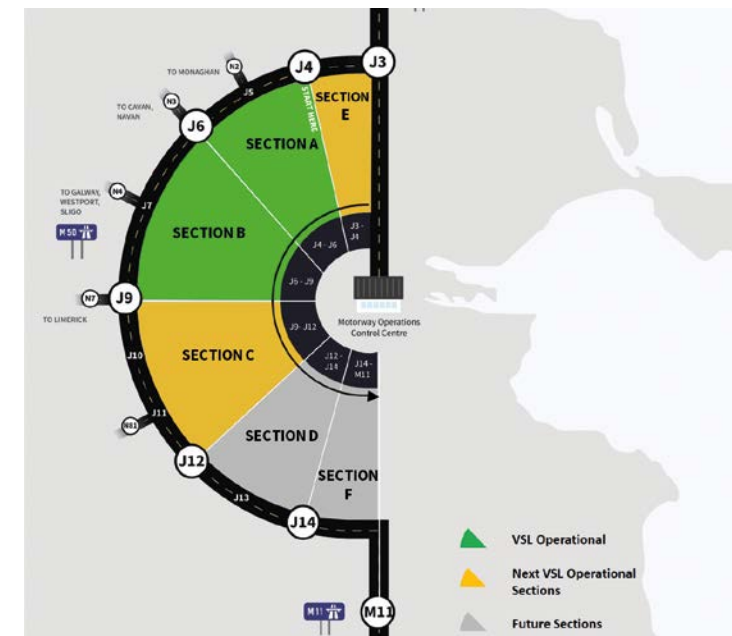 J3
J4
N2
TO MONAGHAN
J5
START HERE
SECTION
E
N3
TO CAVAN,
NAVAN
J6
SECTION A
N4
TO GALWAY,
WESTPORT,
SLIGO
J7
M50
SECTION B
J3 -
J4
J4 - J6
J6 - J9
J9
N7
TO LIMERICK
J9- J12
Motorway Operations
Control Centre
J10
SECTION C
J12 -
J14
J14 -
M11
J11
N81
J12
SECTION D
J13
SECTION
F
J14
M11
M11
VSL Operational
Next VSL Operational
Sections
Future Sections